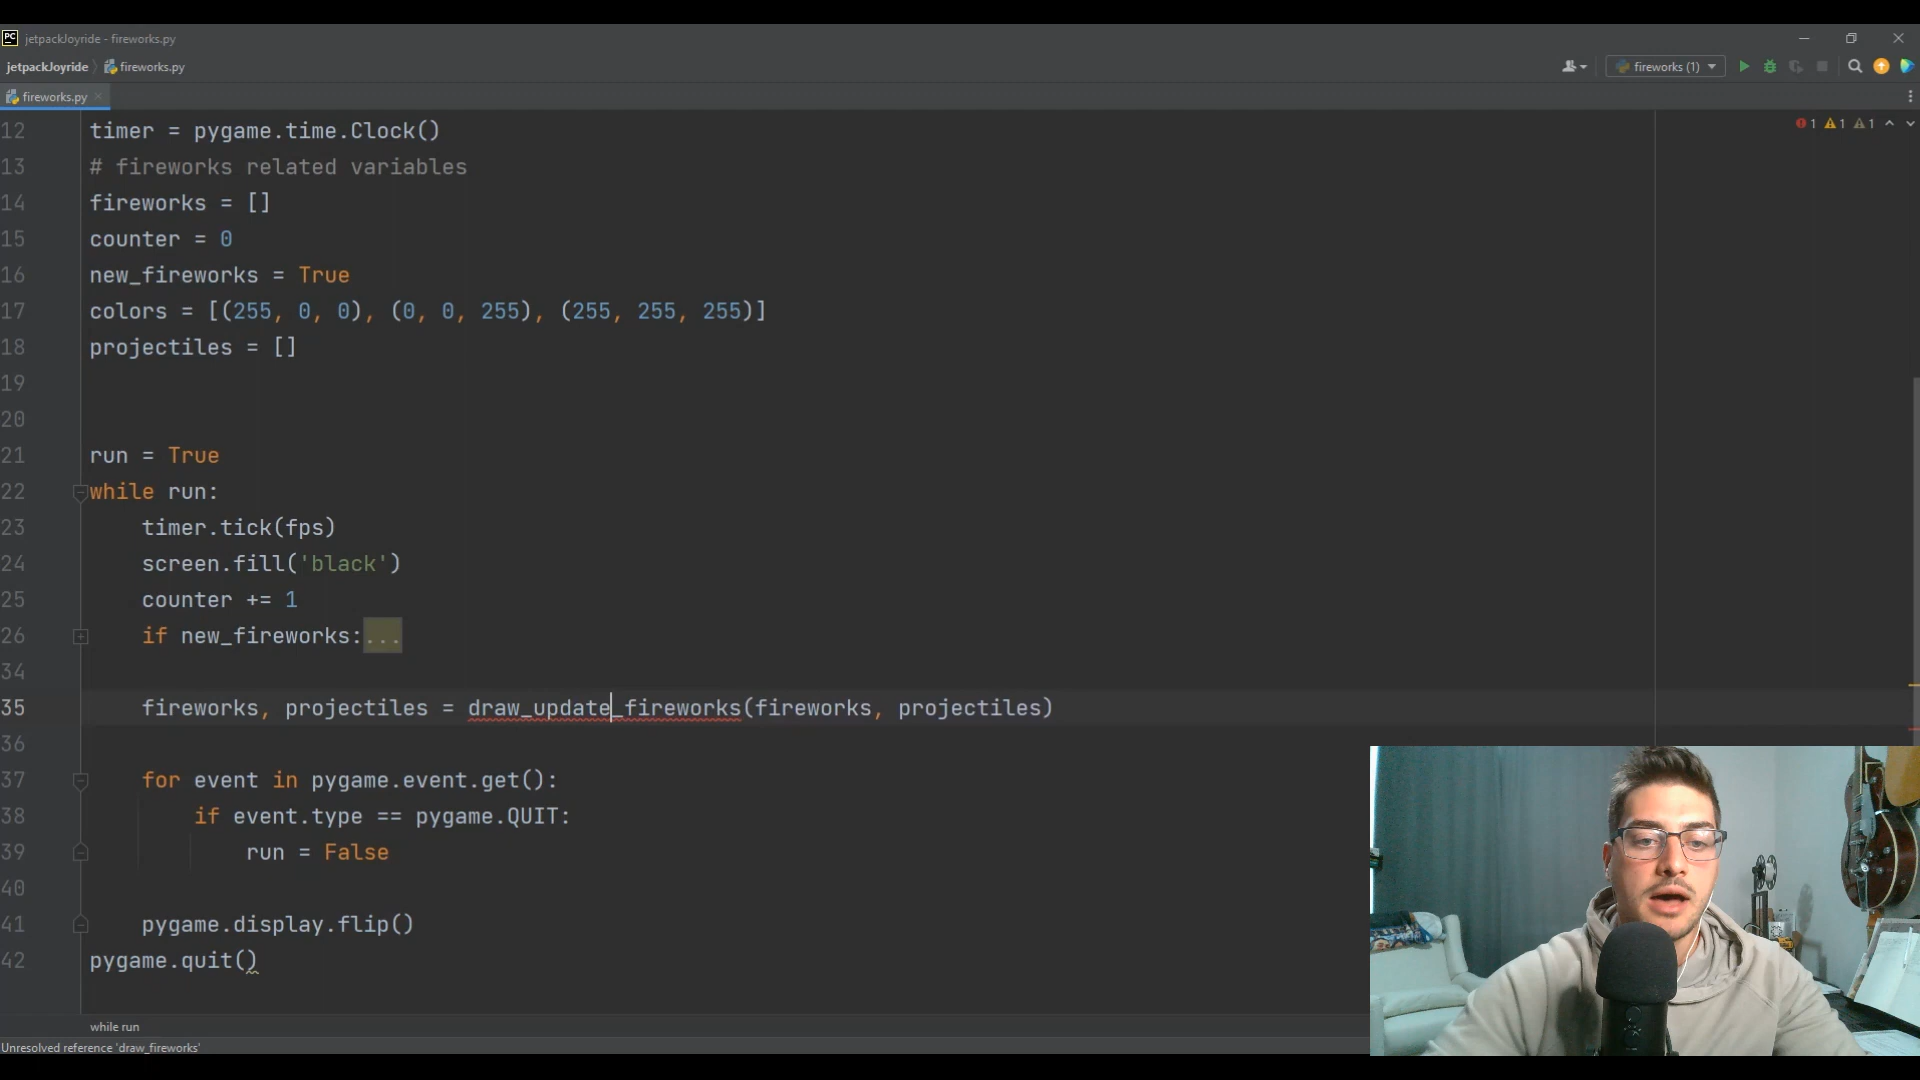 jetpackJoyride - fireworks.py
jetpackJoyride fireworks.py
fireworks (1)
fireworks.py
1 1 1
12 timer = pygame.time.Clock()
13 # fireworks related variables
14 fireworks = []
15 counter = 0
16 new_fireworks = True
17 colors = [(255, 0, 0), (0, 0, 255), (255, 255, 255)]
18 projectiles = []
19
20
21 run = True
22 while run:
23 timer.tick(fps)
24 screen.fill('black')
25 counter += 1
26 if new_fireworks:...
34
35 fireworks, projectiles = draw_update_fireworks(fireworks, projectiles)
36
37 for event in pygame.event.get():
38 if event.type == pygame.QUIT:
39 run = False
40
41 pygame.display.flip()
42 pygame.quit()
while run
Unresolved reference 'draw_fireworks'